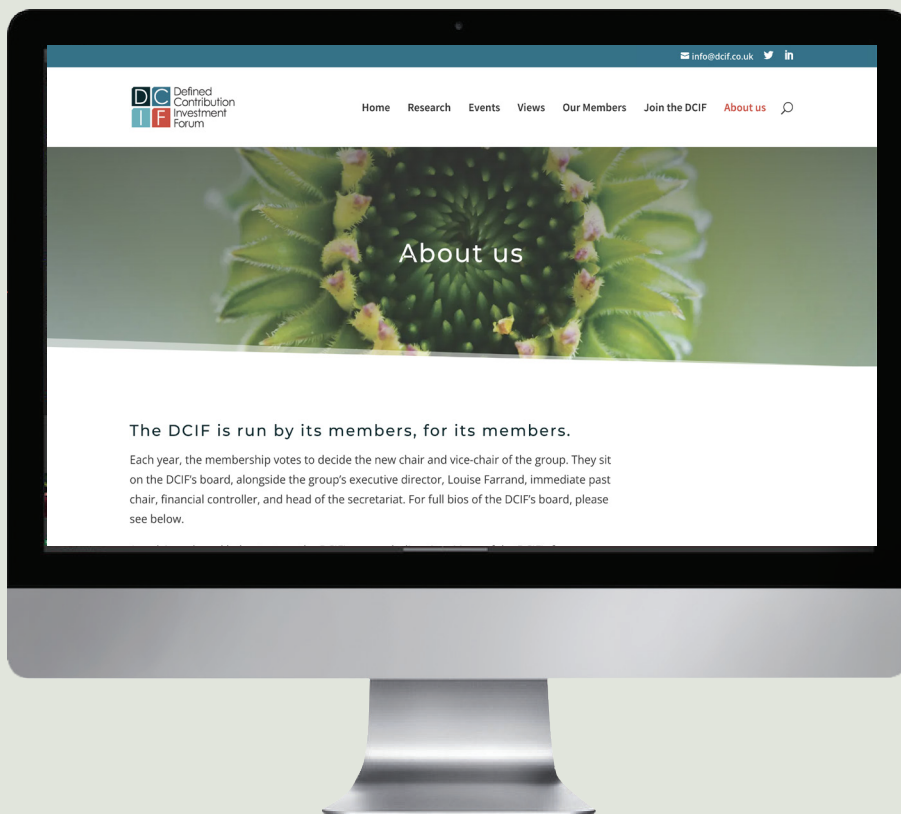 info@dcif.co.uk
DC Defined
Contribution
IF Investment
Forum
Home Research Events Views Our Members Join the DCIF About us
About us
The DCIF is run by its members, for its members.
Each year, the membership votes to decide the new chair and vice-chair of the group. They sit
on the DCIF's board, alongside the group's executive director, Louise Farrand, immediate past
chair, financial controller, and head of the secretariat. For full bios of the DCIF's board, please
see below.